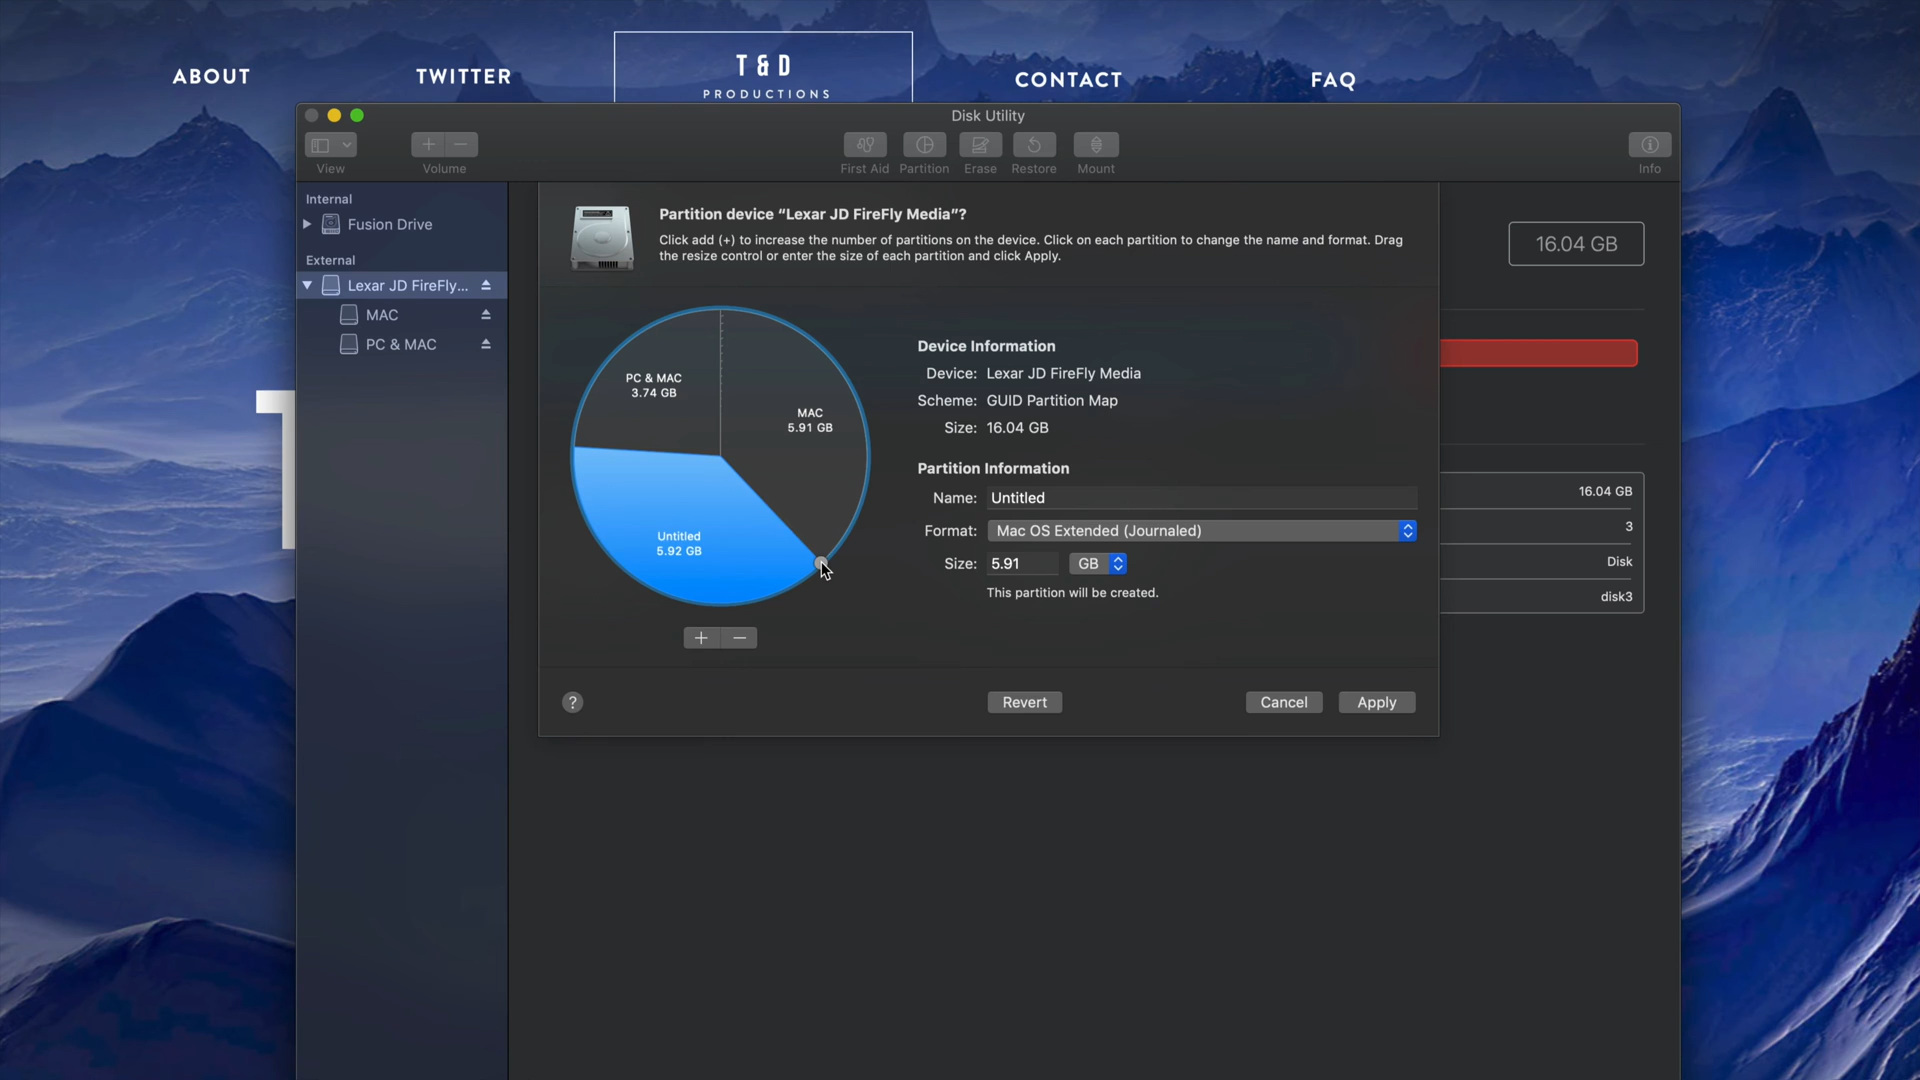 ABOUT
TWITTER
T & D
PRODUCTIONS
CONTACT
FAQ
Disk Utility
View
Volume
First Aid
Partition
Erase
Restore
Mount
Info
Internal
Fusion Drive
External
Lexar JD FireFly...
MAC
PC & MAC
Partition device “Lexar JD FireFly Media”?
Click add (+) to increase the number of partitions on the device. Click on each partition to change the name and format. Drag
the resize control or enter the size of each partition and click Apply.
16.04 GB
PC & MAC
3.74 GB
MAC
5.91 GB
Untitled
5.92 GB
Device Information
Device: Lexar JD FireFly Media
Scheme: GUID Partition Map
Size: 16.04 GB
Partition Information
Name: Untitled
Format: Mac OS Extended (Journaled)
Size: 5.91 GB
This partition will be created.
16.04 GB
3
Disk
disk3
?
Revert
Cancel
Apply
T